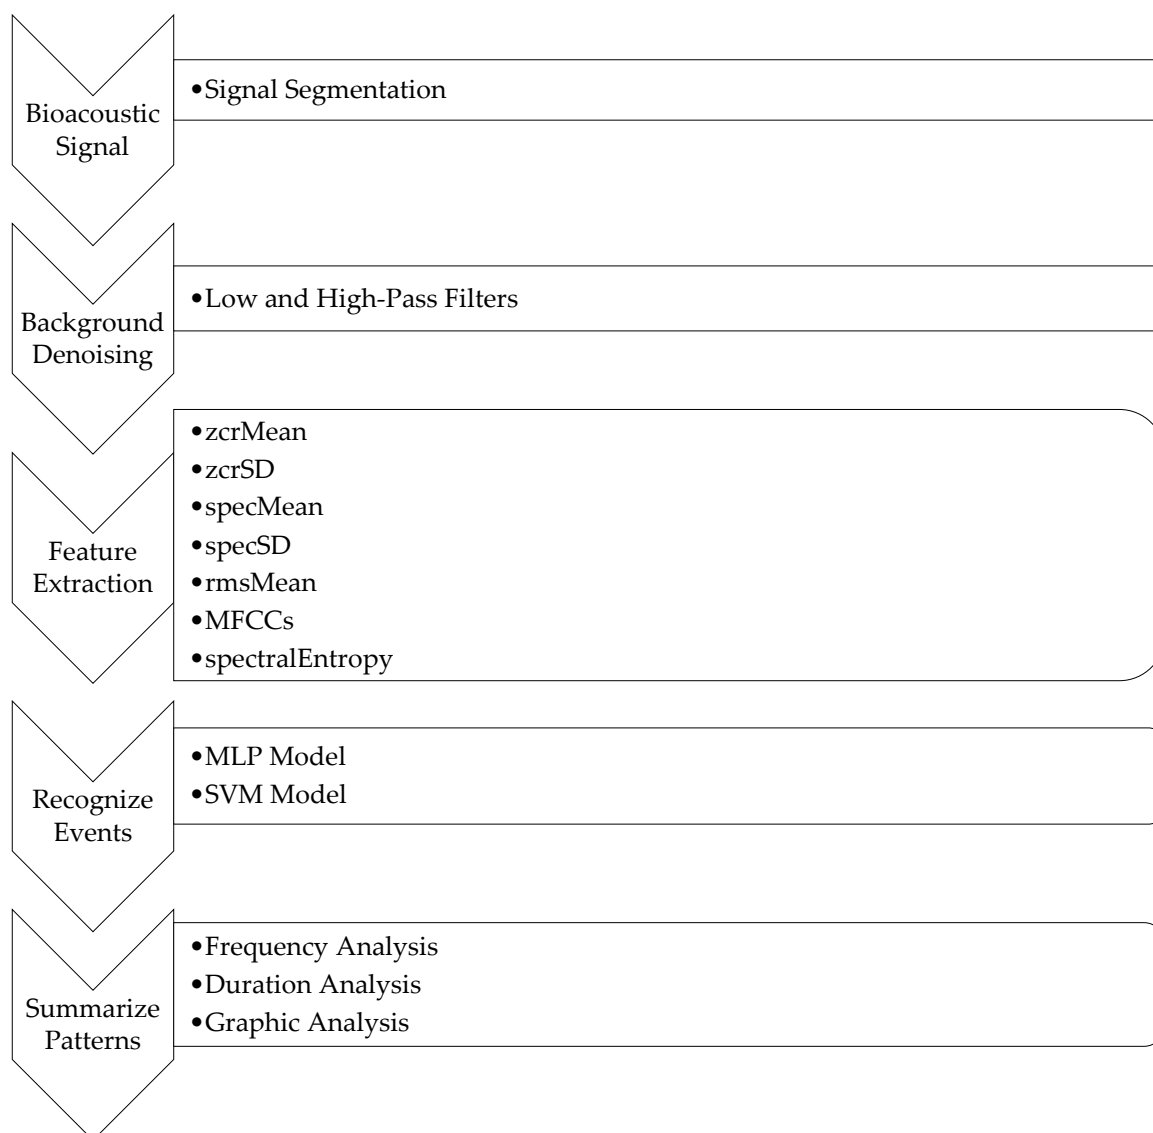 Bioacoustic
Signal
•Signal Segmentation
Background
Denoising
•Low and High-Pass Filters
Feature
Extraction
•zcrMean
•zcrSD
•specMean
•specSD
•rmsMean
•MFCCs
•spectralEntropy
Recognize
Events
•MLP Model
•SVM Model
Summarize
Patterns
•Frequency Analysis
•Duration Analysis
•Graphic Analysis